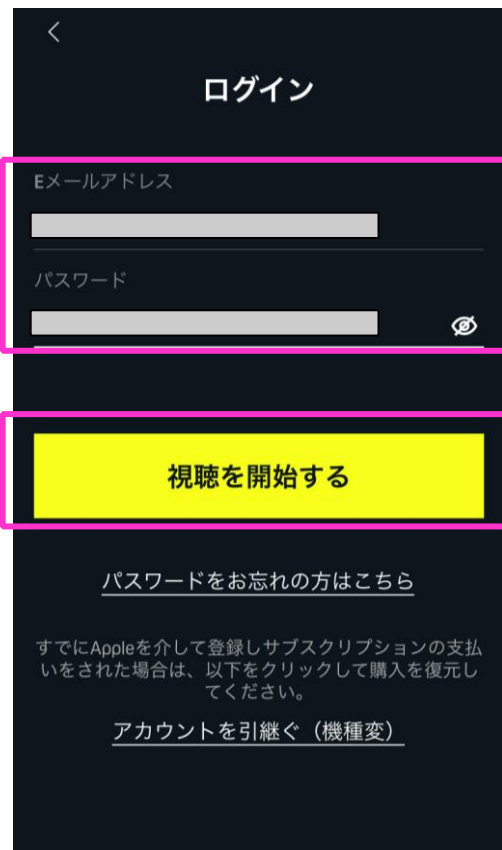 ログイン
Eメールアドレス
パスワード
視聴を開始する
パスワードをお忘れの方はこちら
すでにAppleを介して登録しサブスクリプションの支払
いをされた場合は、以下をクリックして購入を復元し
てください。
アカウントを引継ぐ（機種変）